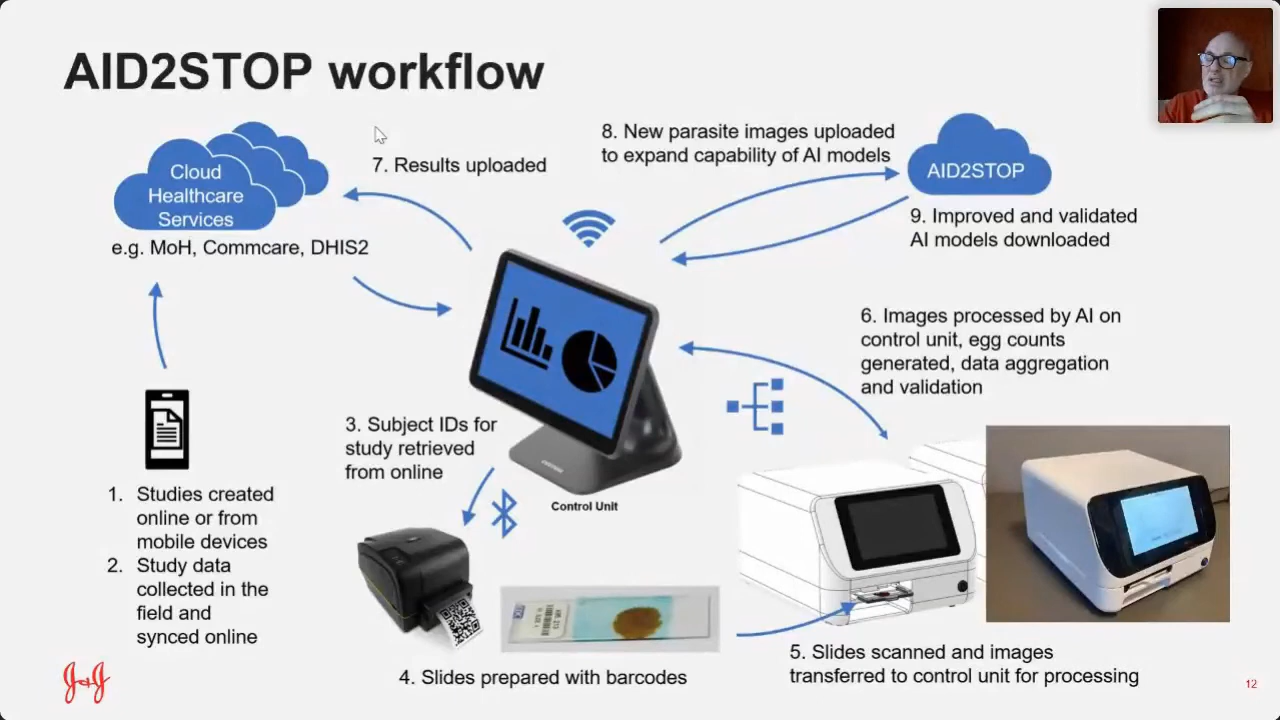 AID2STOP workflow
Cloud
Healthcare
Services
e.g. MoH, Commcare, DHIS2
7. Results uploaded
8. New parasite images uploaded
to expand capability of AI models
AID2STOP
9. Improved and validated
AI models downloaded
6. Images processed by AI on
control unit, egg counts
generated, data aggregation
and validation
3. Subject IDs for
study retrieved
from online
Control Unit
1. Studies created
online or from
mobile devices
2. Study data
collected in the
field and
synced online
4. Slides prepared with barcodes
5. Slides scanned and images
transferred to control unit for processing
J&J
12